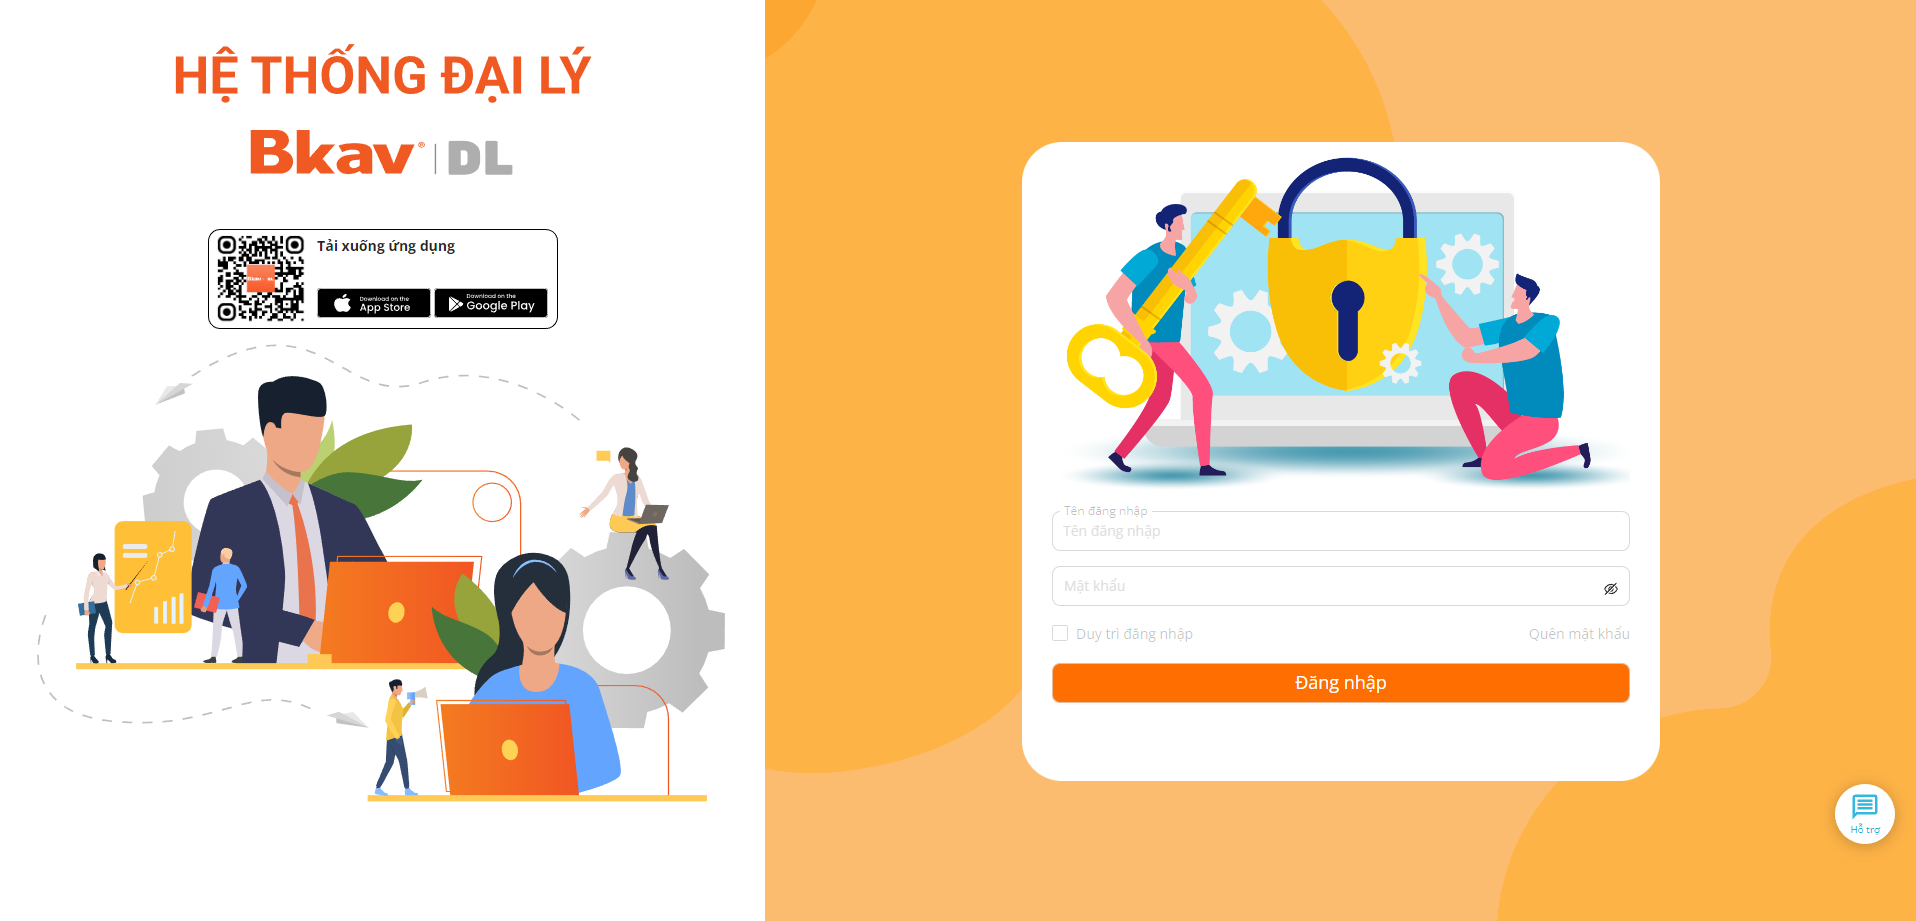 HỆ THỐNG ĐẠI LÝ
Bkav® | DL
Tải xuống ứng dụng
Download on the
App Store
Download on the
Google Play
Tên đăng nhập
Tên đăng nhập
Mật khẩu
Duy trì đăng nhập
Quên mật khẩu
Đăng nhập
Hỗ trợ